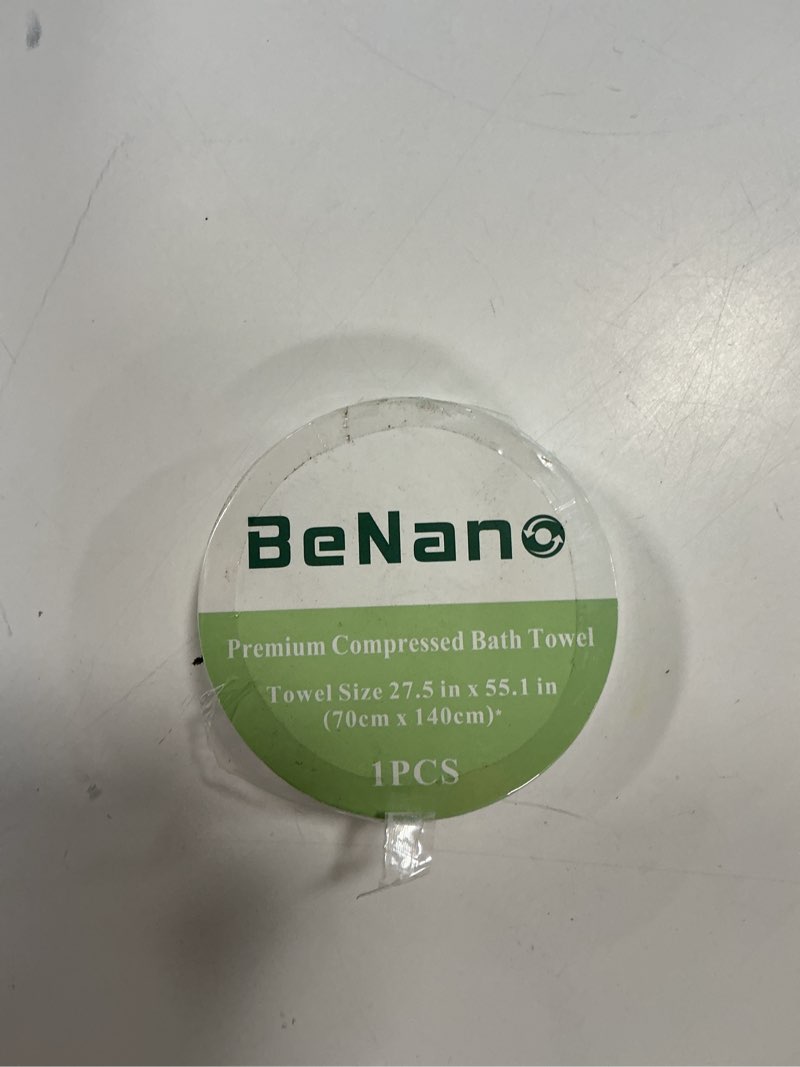 BeNano
Premium Compressed Bath Towel
Towel Size 27.5 in x 55.1 in
(70cm x 140cm)*
1PCS